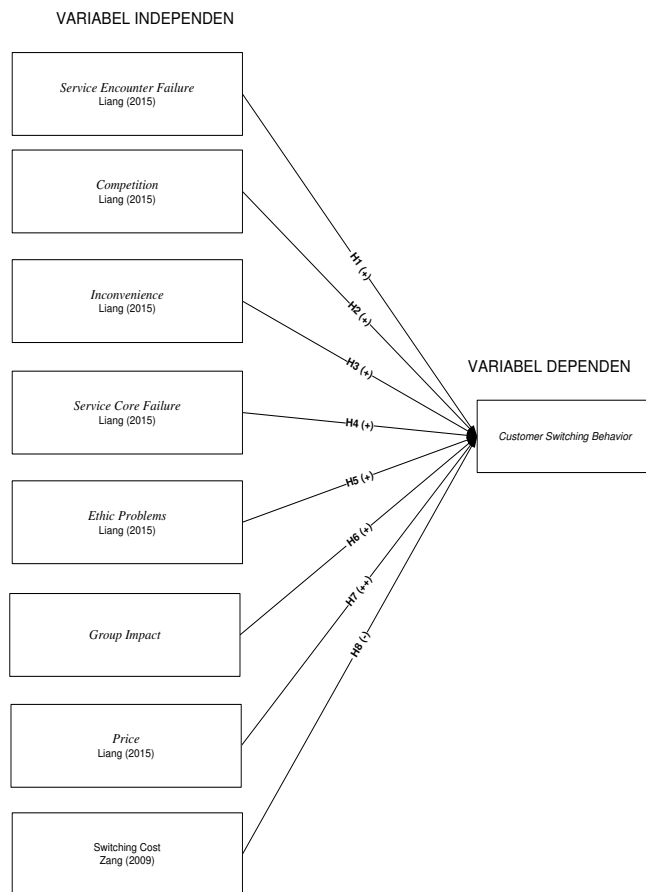 VARIABEL INDEPENDEN
Service Encounter Failure
Liang (2015)
Competition
Liang (2015)
Inconvenience
Liang (2015)
Service Core Failure
Liang (2015)
Ethic Problems
Liang (2015)
Group Impact
Price
Liang (2015)
Switching Cost
Zang (2009)
H1 (+)
H2 (+)
H3 (+)
H4 (+)
H5 (+)
H6 (+)
H7 (++)
H8 (-)
VARIABEL DEPENDEN
Customer Switching Behavior